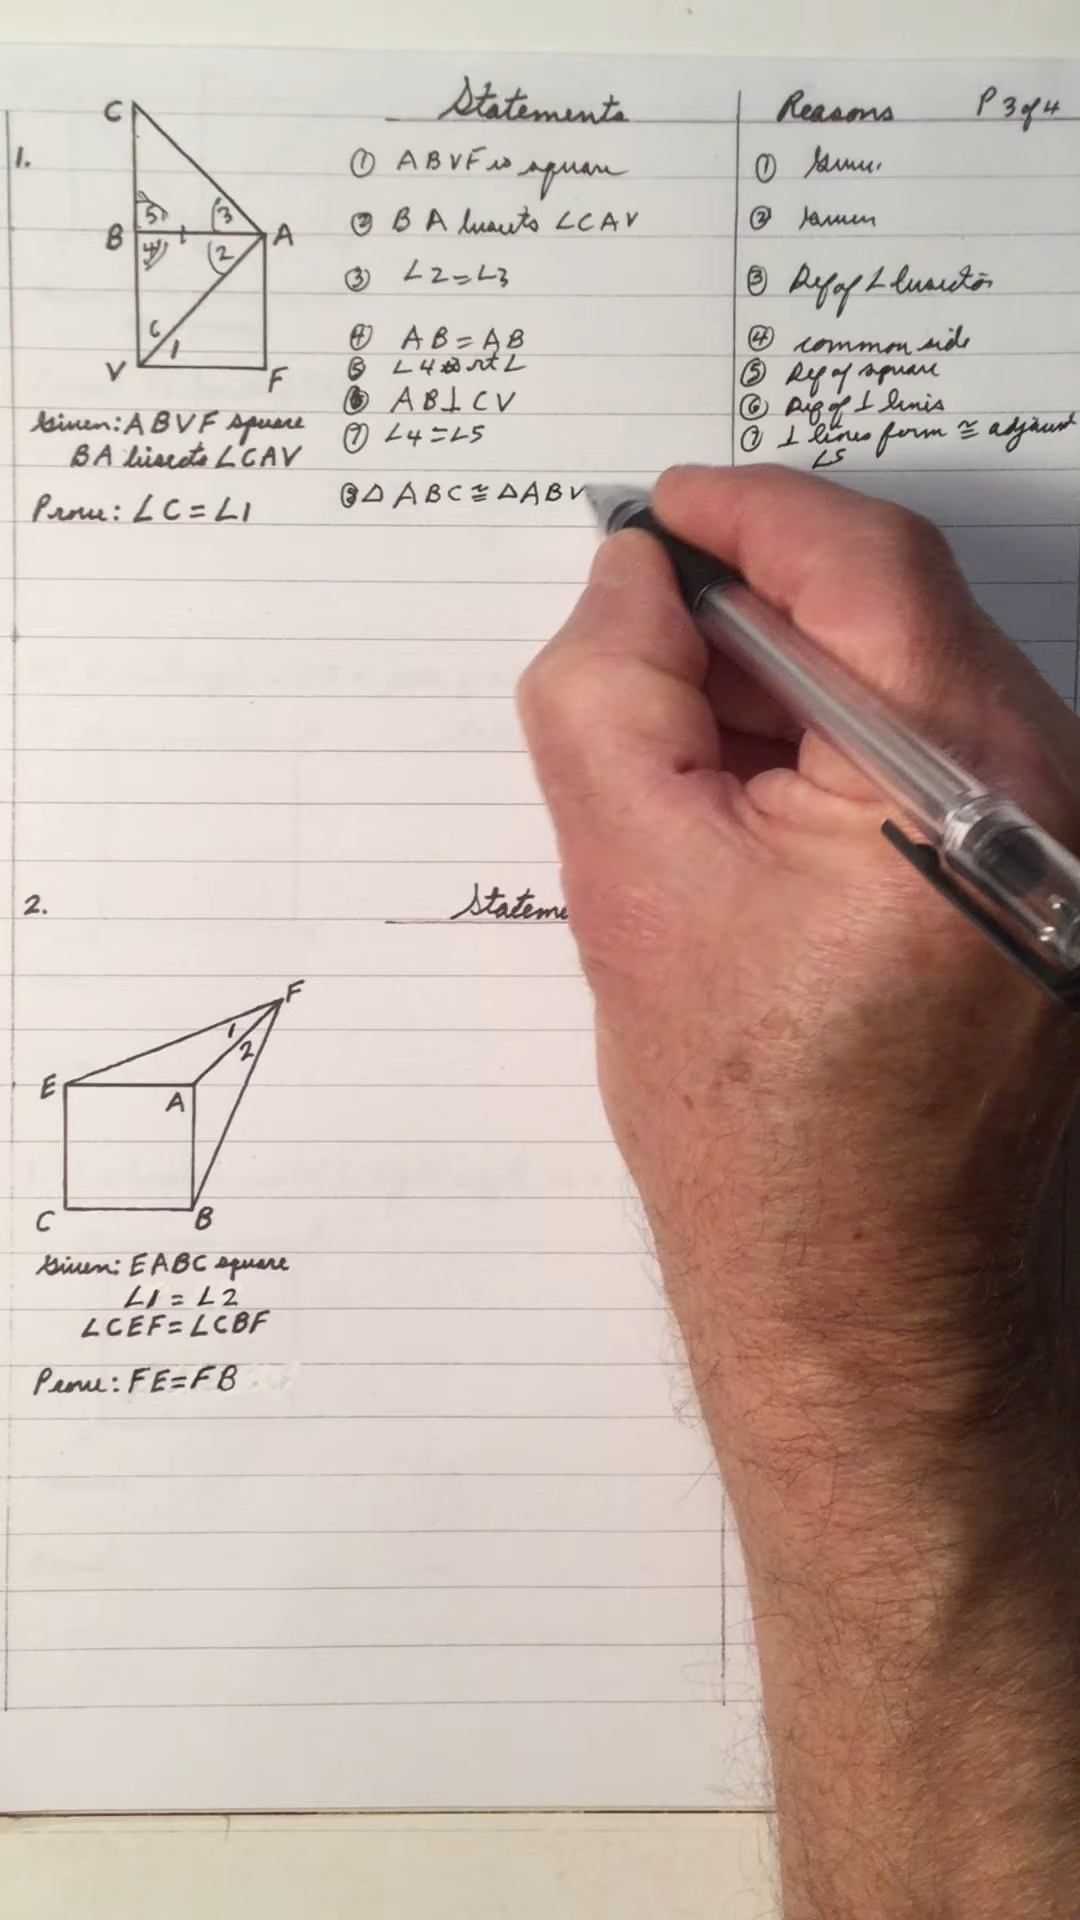 Statements Reasons P 3 of 4
1.
C
B
5
3
A
4
2
6
1
V
F
① ABVF is square ① Given
② BA bisects ∠CAV ② Given
③ ∠2=∠3 ③ Def of ∠ bisector
④ AB=AB ④ common side
⑤ ∠4 is rt ∠ ⑤ Def of square
⑥ AB⊥CV ⑥ Def of ⊥ lines
⑦ ∠4=∠5 ⑦ ⊥ lines form ≅ adjacent
∠s
⑧ △ABC≅△ABV
Given: ABVF square
BA bisects ∠CAV
Prove: ∠C=∠1
2.
Stateme
F
1
2
E
A
C
B
Given: EABC square
∠1=∠2
∠CEF=∠CBF
Prove: FE=FB